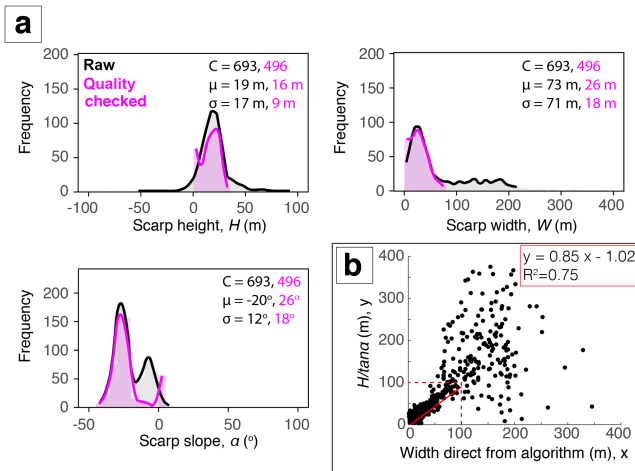 a
Raw
Quality
checked
C = 693, 496
μ = 19 m, 16 m
σ = 17 m, 9 m
200
150
100
50
0
Frequency
-100
-50
0
50
100
Scarp height, H (m)
C = 693, 496
μ = 73 m, 26 m
σ = 71 m, 18 m
200
150
100
50
0
Frequency
0
100
200
300
400
Scarp width, W (m)
C = 693, 496
μ = -20°, 26°
σ = 12°, 18°
200
150
100
50
0
Frequency
-50
0
50
100
Scarp slope, α (°)
b
y = 0.85 x - 1.02
R²=0.75
400
300
200
100
0
H/tanα (m), y
0
100
200
300
400
Width direct from algorithm (m), x